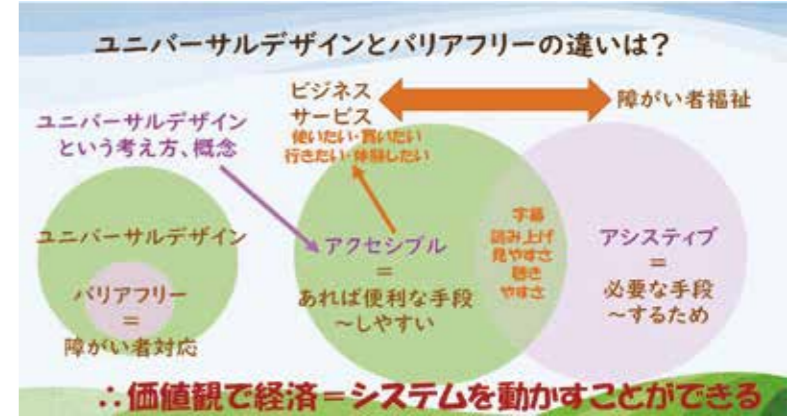 ユニバーサルデザインとバリアフリーの違いは？
ビジネス
サービス
使いたい・買いたい
行きたい・体験したい
障がい者福祉
ユニバーサルデザイン
という考え方、概念
ユニバーサルデザイン
バリアフリー
＝
障がい者対応
アクセシブル
＝
あれば便利な手段
～しやすい
字幕
読み上げ
見やすさ
聴き
やすさ
アシスティブ
＝
必要な手段
～するため
∴価値観で経済＝システムを動かすことができる